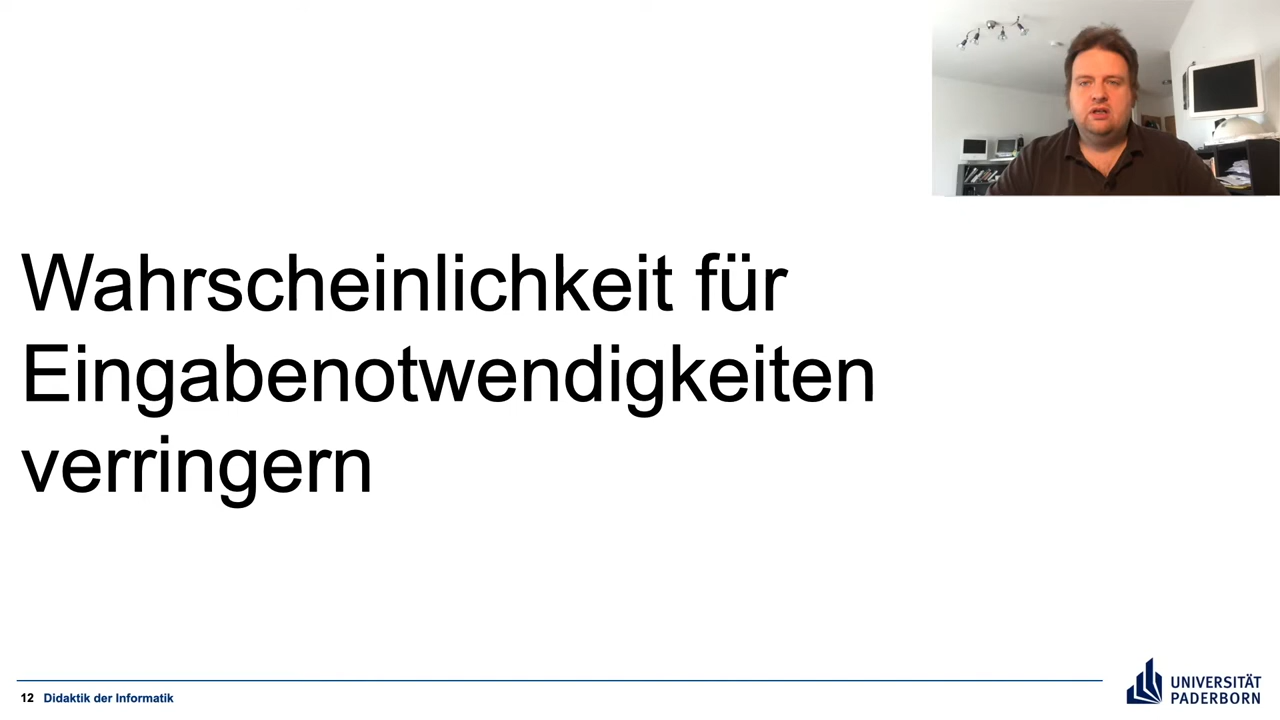 Wahrscheinlichkeit für
Eingabenotwendigkeiten
verringern
12 Didaktik der Informatik
UNIVERSITÄT
PADERBORN